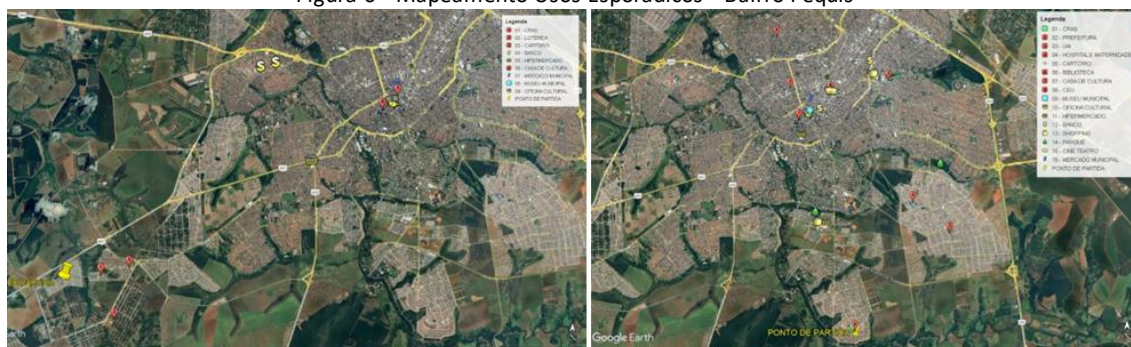 Figura 6 - Mapeamento Usos Esporádicos - Bairro Pequis
Legenda
01 - CRAS
02 - LOTÉRICA
03 - CARTÓRIO
04 - BANCO
05 - HIPERMERCADO
06 - CASA DE CULTURA
07 - MERCADO MUNICIPAL
08 - MUSEU MUNICIPAL
09 - OFICINA CULTURAL
PONTO DE PARTIDA
Legenda
01 - CRAS
02 - PREFEITURA
03 - UAI
04 - HOSPITAL E MATERNIDADE
05 - CARTÓRIO
06 - BIBLIOTECA
07 - CASA DE CULTURA
08 - CEU
09 - MUSEU MUNICIPAL
10 - OFICINA CULTURAL
11 - HIPERMERCADO
12 - BANCO
13 - SHOPPING
14 - PARQUE
15 - CINE TEATRO
16 - MERCADO MUNICIPAL
PONTO DE PARTIDA
Earth
PONTO DE PARTIDA
Google Earth